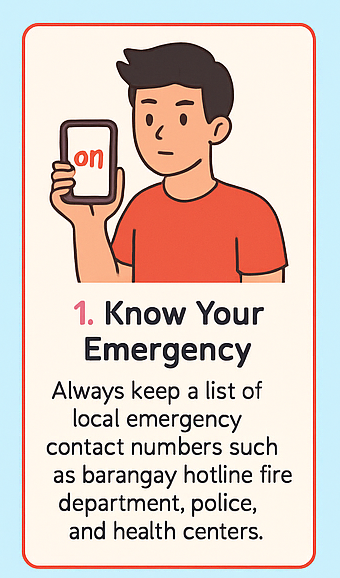 on
1. Know Your
Emergency
Always keep a list of
local emergency
contact numbers such
as barangay hotline fire
department, police,
and health centers.